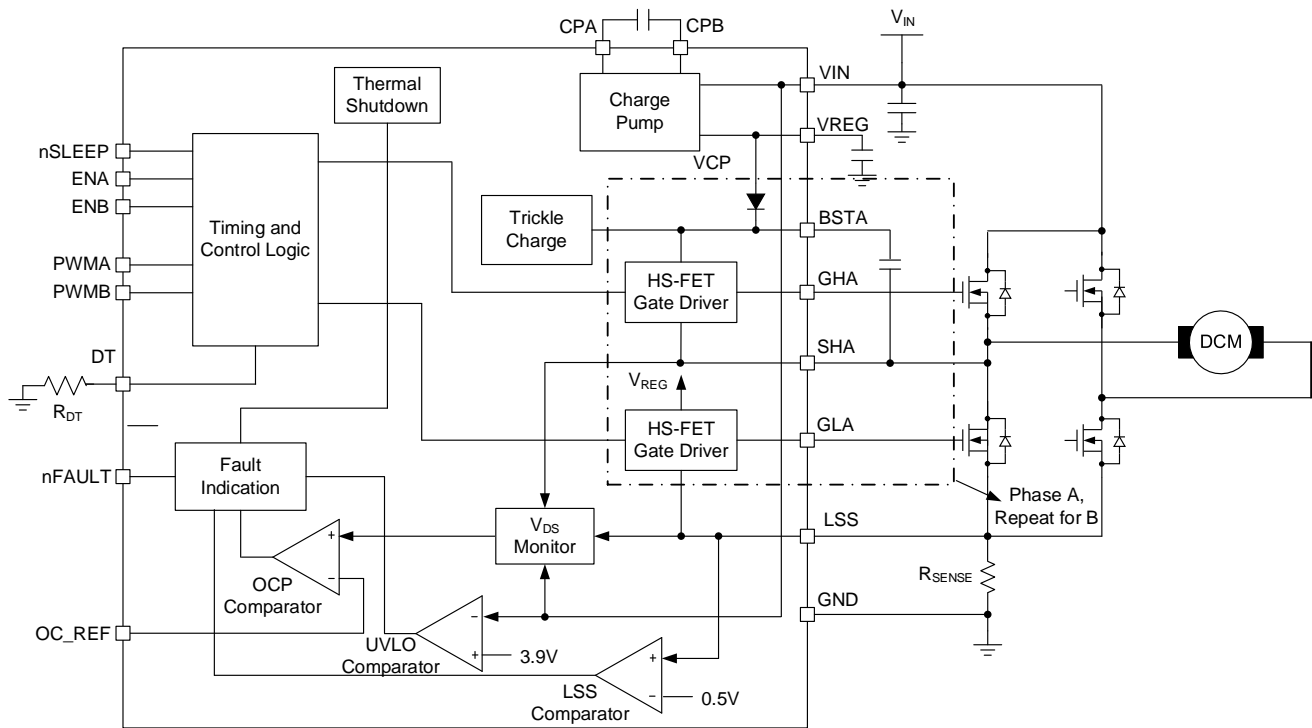 CPA
CPB
VIN
Thermal
Shutdown
Charge
Pump
VIN
VREG
VCP
nSLEEP
ENA
ENB
PWMA
PWMB
Timing and
Control Logic
Trickle
Charge
BSTA
HS-FET
Gate Driver
GHA
DT
RDT
SHA
DCM
VREG
HS-FET
Gate Driver
GLA
nFAULT
Fault
Indication
Phase A,
Repeat for B
VDS
Monitor
LSS
+
−
OCP
Comparator
RSENSE
GND
OC_REF
−
+
UVLO
Comparator
3.9V
+
−
LSS
Comparator
0.5V